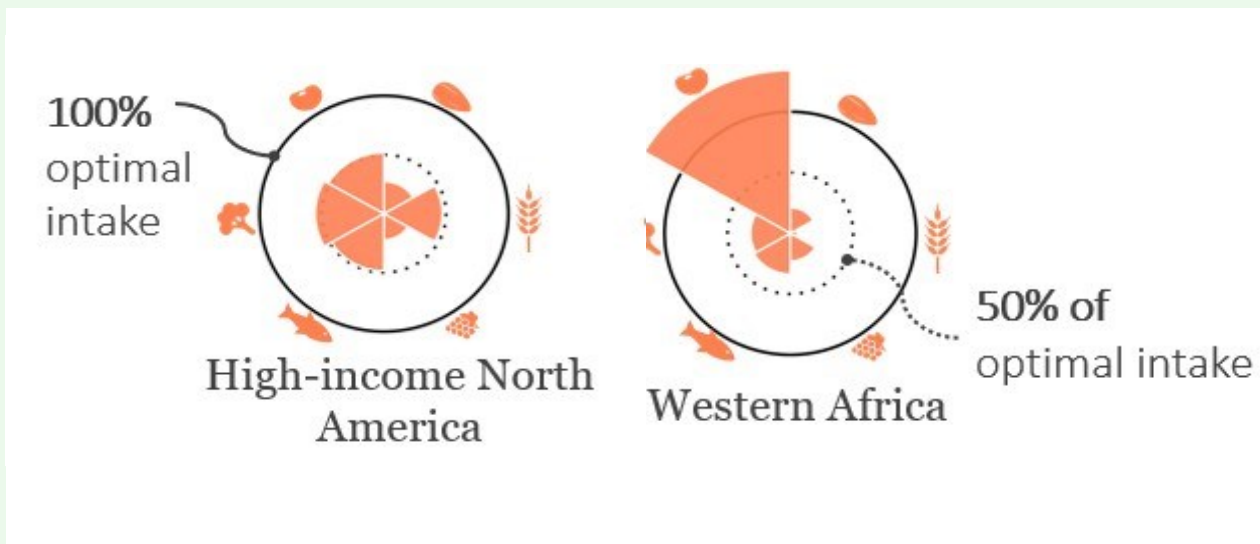 100%
optimal
intake
High-income North
America
Western Africa
50% of
optimal intake